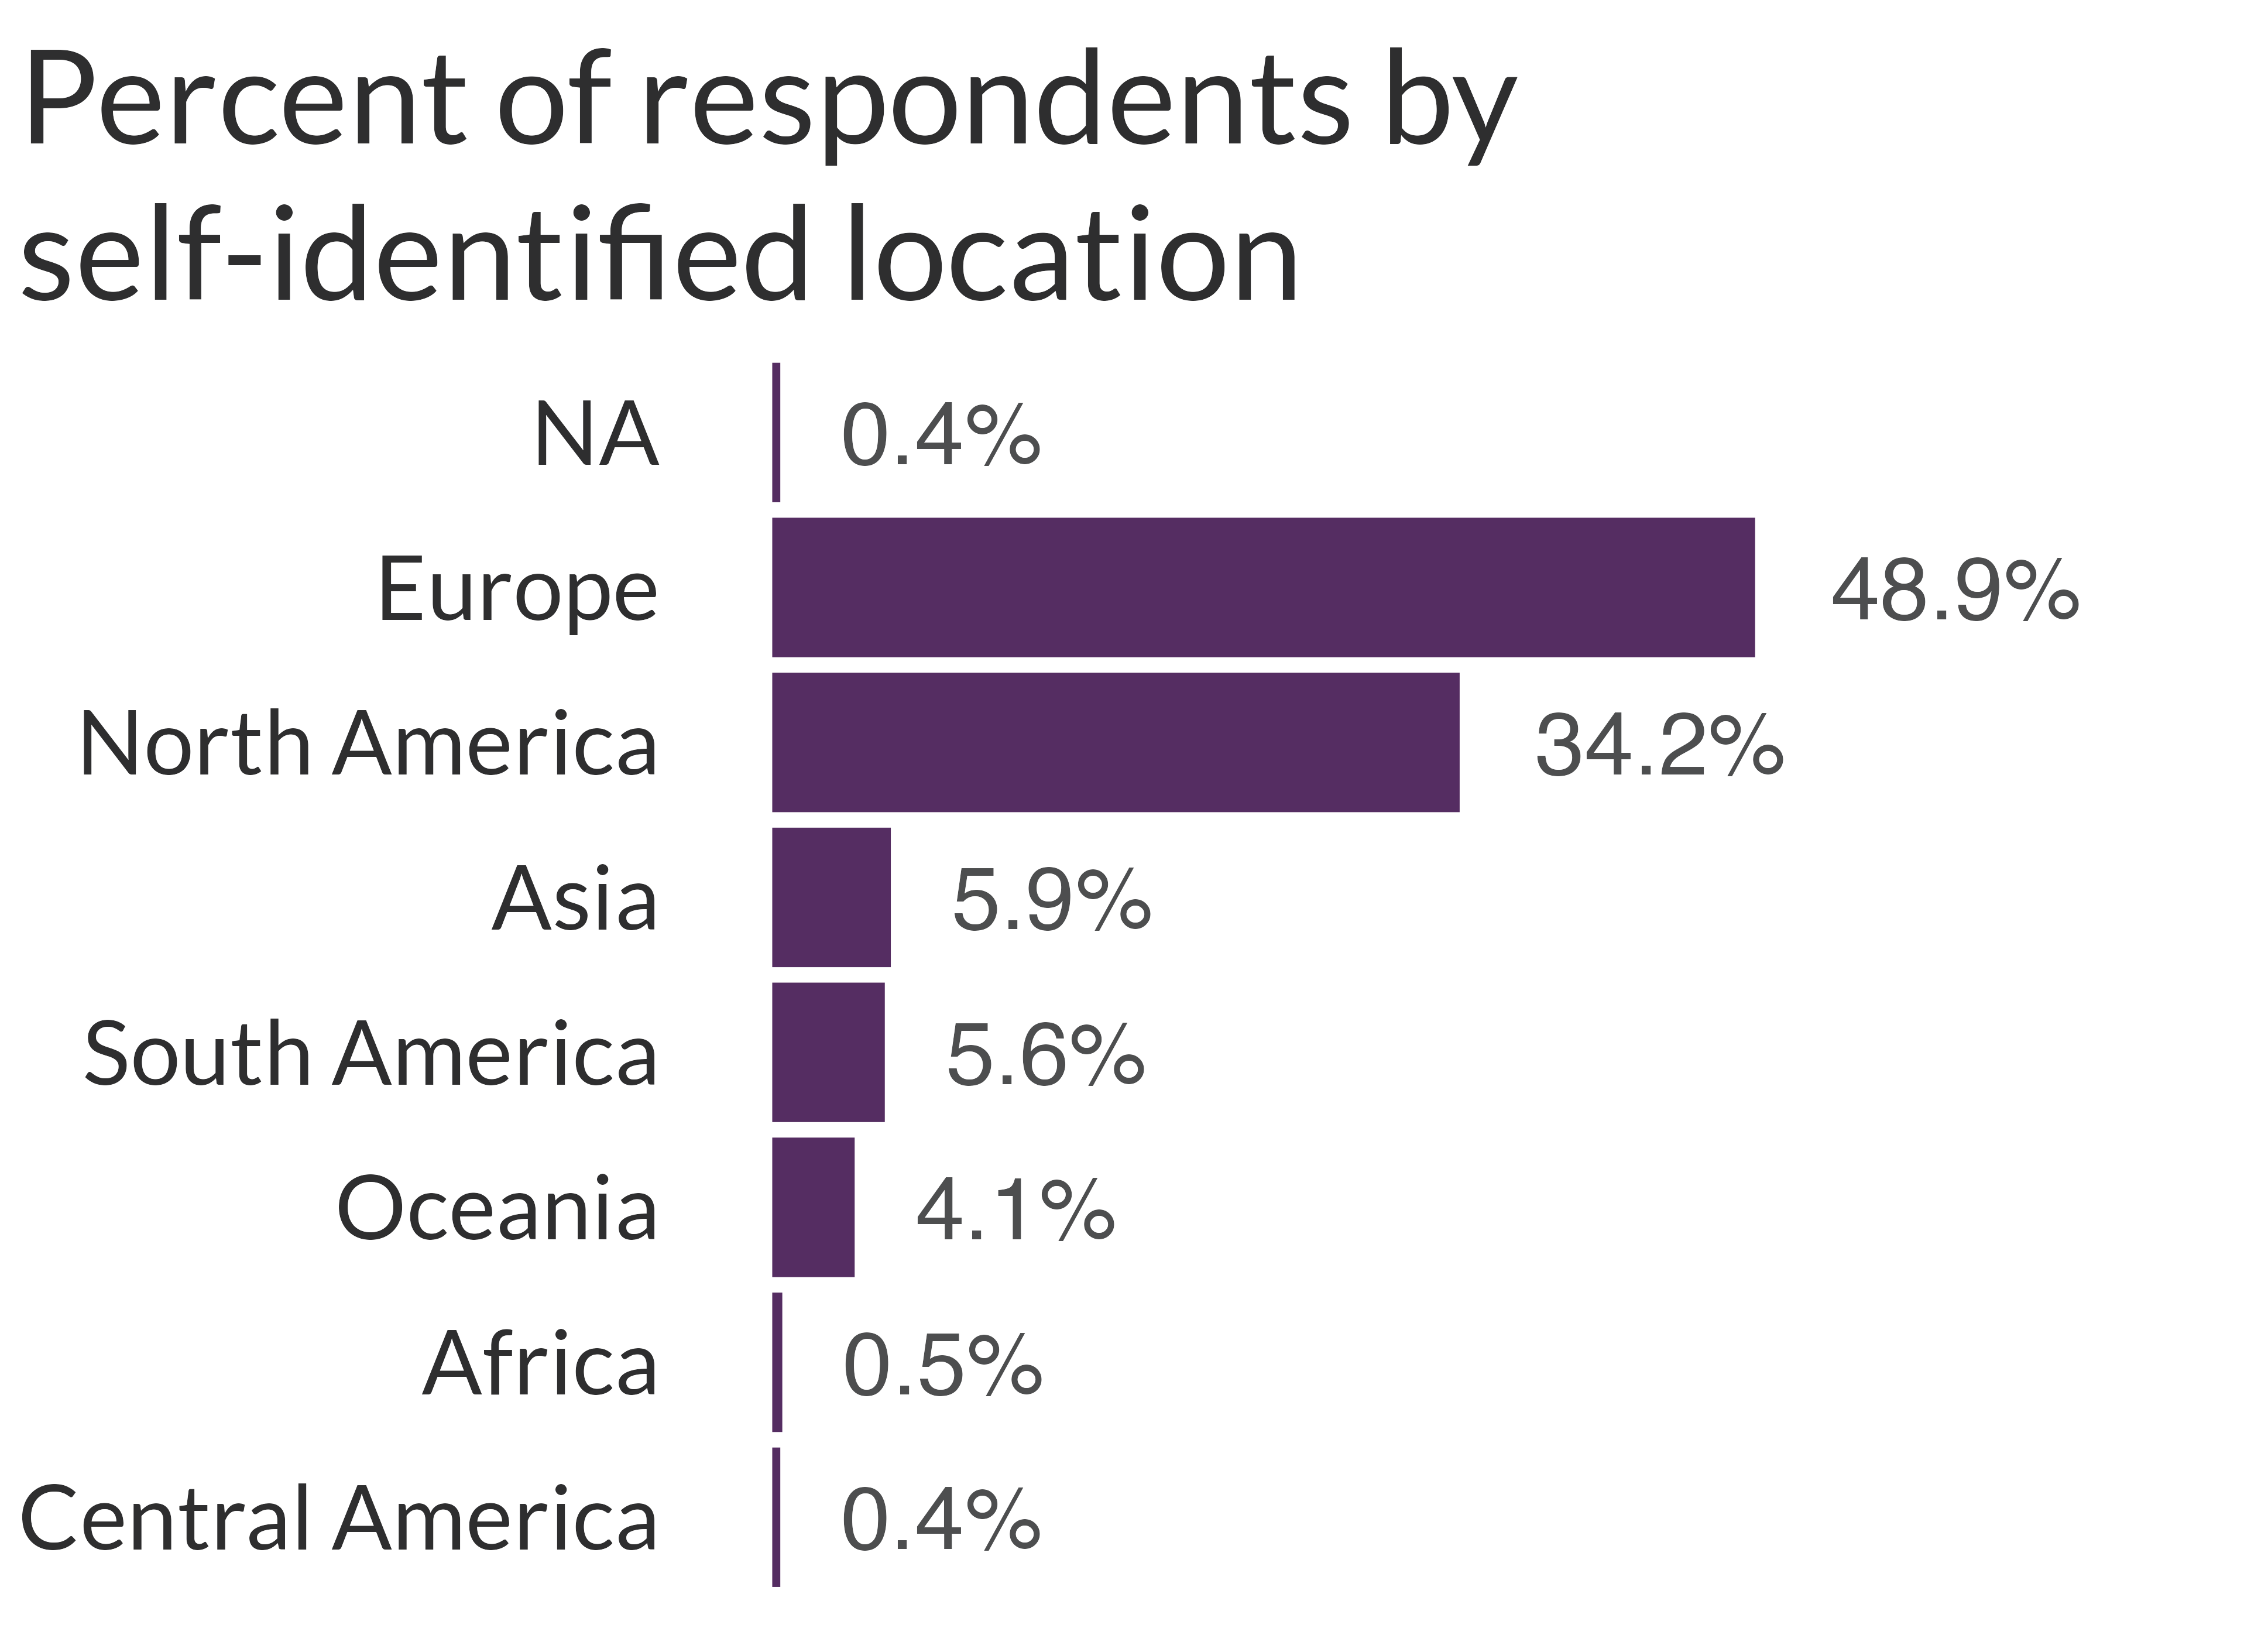 Percent of respondents by
self-identified location
NA 0.4%
Europe 48.9%
North America 34.2%
Asia 5.9%
South America 5.6%
Oceania 4.1%
Africa 0.5%
Central America 0.4%